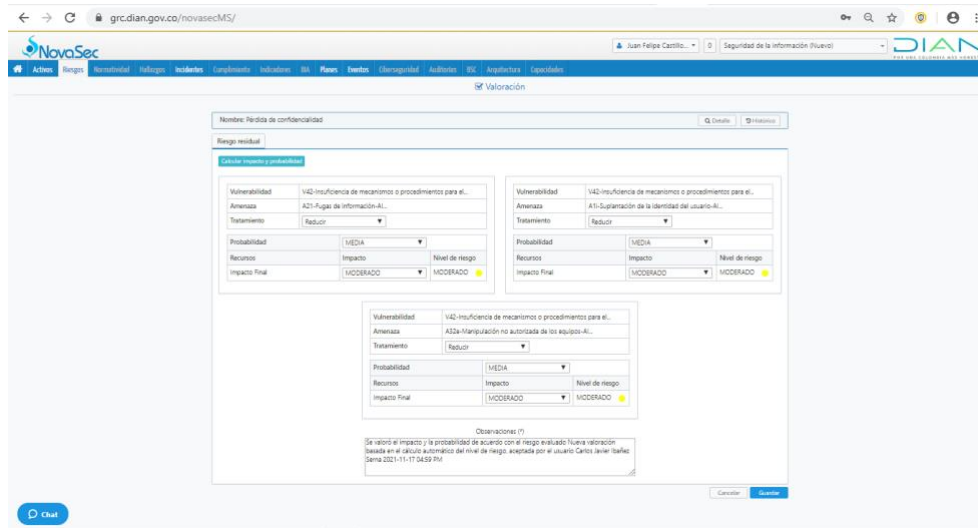 grc.dian.gov.co/novasecMS/
NovaSec
Juan Felipe Castillo... 0 Seguridad de la información (Nuevo)
DIAN
POR UNA COLOMBIA MÁS HONESTA
Activos Riesgos Normatividad Hallazgos Incidentes Cumplimiento Indicadores BIA Planes Eventos Ciberseguridad Auditorías BSC Arquitectura Capacidades
Valoración
Nombre: Pérdida de confidencialidad Detalle Histórico
Riesgo residual
Calcular impacto y probabilidad
Vulnerabilidad V42-Insuficiencia de mecanismos o procedimientos para el...
Amenaza A21-Fugas de información-Al...
Tratamiento Reducir
Probabilidad MEDIA
Recursos Impacto Nivel de riesgo
Impacto Final MODERADO MODERADO
Vulnerabilidad V42-Insuficiencia de mecanismos o procedimientos para el...
Amenaza A1i-Suplantación de la identidad del usuario-Al...
Tratamiento Reducir
Probabilidad MEDIA
Recursos Impacto Nivel de riesgo
Impacto Final MODERADO MODERADO
Vulnerabilidad V42-Insuficiencia de mecanismos o procedimientos para el...
Amenaza A32a-Manipulación no autorizada de los equipos-Al...
Tratamiento Reducir
Probabilidad MEDIA
Recursos Impacto Nivel de riesgo
Impacto Final MODERADO MODERADO
Observaciones (*)
Se valoró el impacto y la probabilidad de acuerdo con el riesgo evaluado Nueva valoración
basada en el cálculo automático del nivel de riesgo, aceptada por el usuario Carlos Javier Ibañez
Serna 2021-11-17 04:59 PM
Cancelar Guardar
Chat